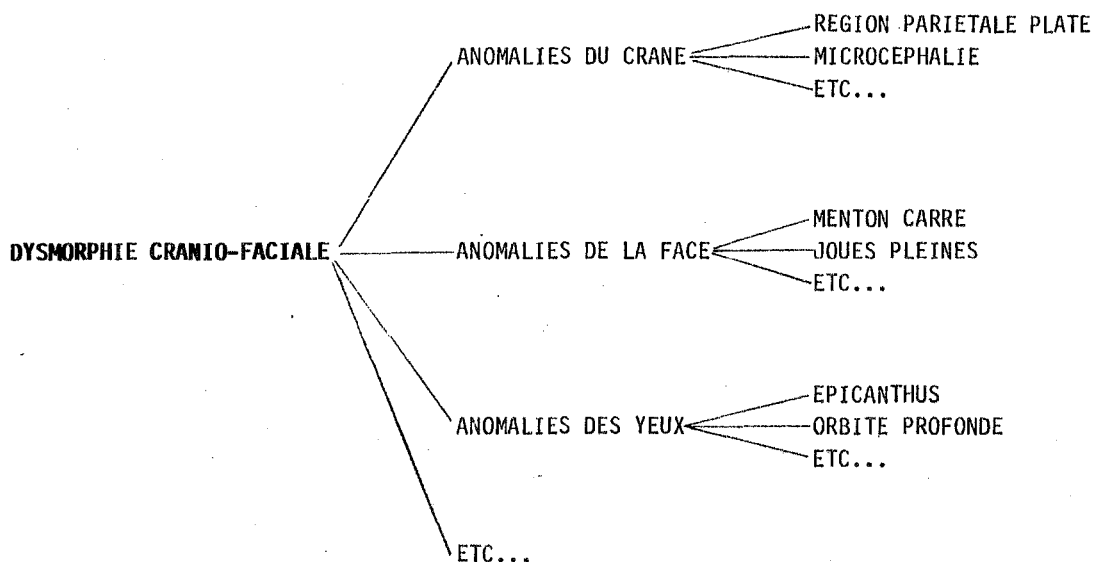 DYSMORPHIE CRANIO-FACIALE
ANOMALIES DU CRANE
REGION PARIETALE PLATE
MICROCEPHALIE
ETC...
ANOMALIES DE LA FACE
MENTON CARRE
JOUES PLEINES
ETC...
ANOMALIES DES YEUX
EPICANTHUS
ORBITE PROFONDE
ETC...
ETC...